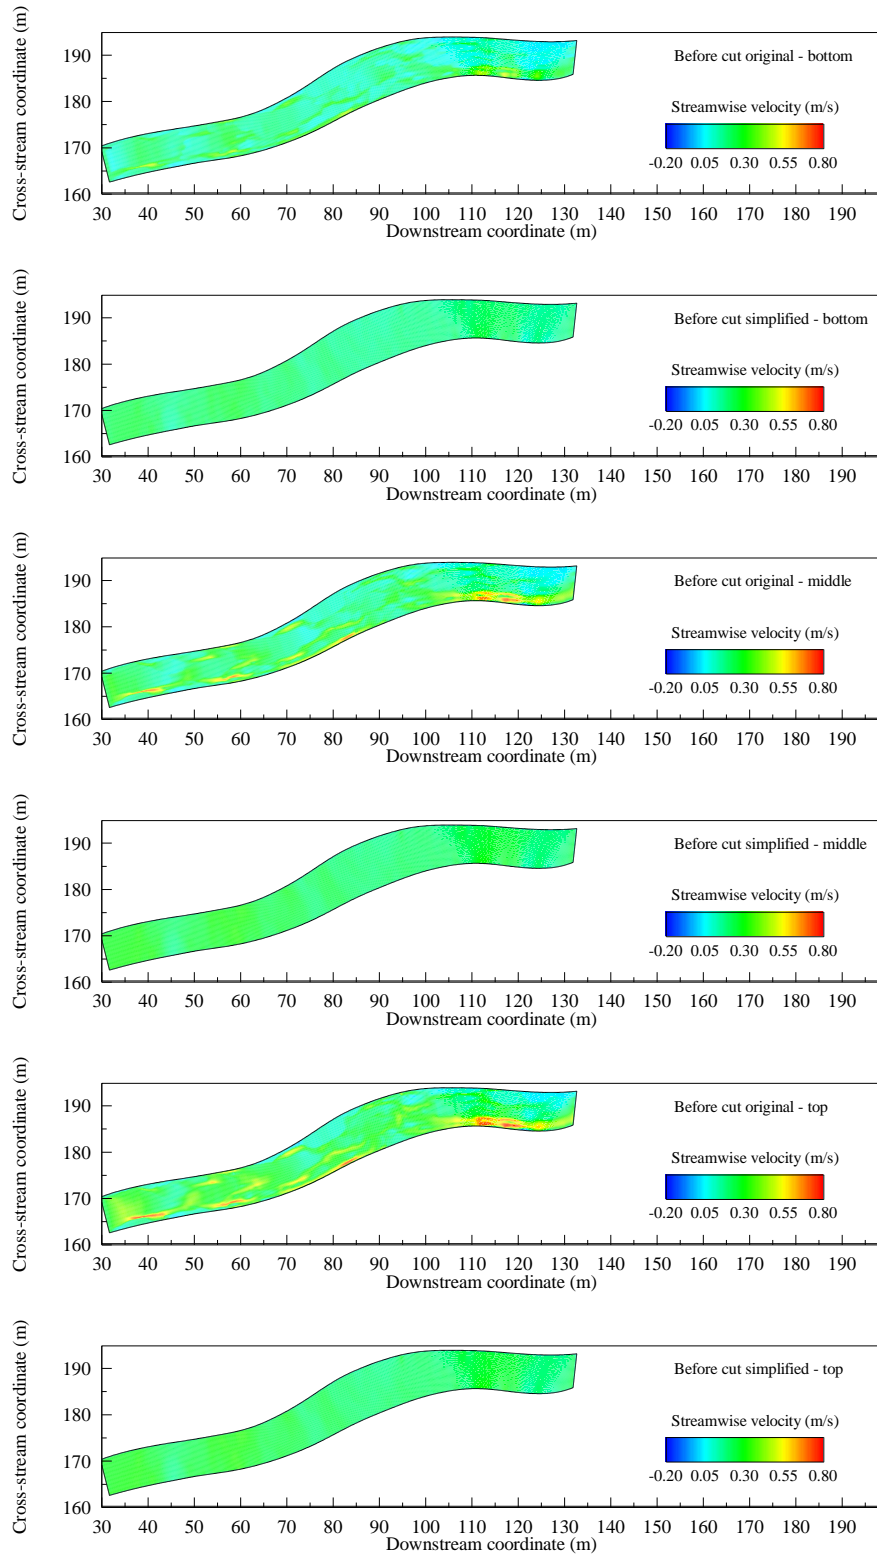 Cross-stream coordinate (m)
190
180
170
160
Before cut original - bottom
Streamwise velocity (m/s)
-0.20 0.05 0.30 0.55 0.80
30 40 50 60 70 80 90 100 110 120 130 140 150 160 170 180 190
Downstream coordinate (m)
Cross-stream coordinate (m)
190
180
170
160
Before cut simplified - bottom
Streamwise velocity (m/s)
-0.20 0.05 0.30 0.55 0.80
30 40 50 60 70 80 90 100 110 120 130 140 150 160 170 180 190
Downstream coordinate (m)
Cross-stream coordinate (m)
190
180
170
160
Before cut original - middle
Streamwise velocity (m/s)
-0.20 0.05 0.30 0.55 0.80
30 40 50 60 70 80 90 100 110 120 130 140 150 160 170 180 190
Downstream coordinate (m)
Cross-stream coordinate (m)
190
180
170
160
Before cut simplified - middle
Streamwise velocity (m/s)
-0.20 0.05 0.30 0.55 0.80
30 40 50 60 70 80 90 100 110 120 130 140 150 160 170 180 190
Downstream coordinate (m)
Cross-stream coordinate (m)
190
180
170
160
Before cut original - top
Streamwise velocity (m/s)
-0.20 0.05 0.30 0.55 0.80
30 40 50 60 70 80 90 100 110 120 130 140 150 160 170 180 190
Downstream coordinate (m)
Cross-stream coordinate (m)
190
180
170
160
Before cut simplified - top
Streamwise velocity (m/s)
-0.20 0.05 0.30 0.55 0.80
30 40 50 60 70 80 90 100 110 120 130 140 150 160 170 180 190
Downstream coordinate (m)